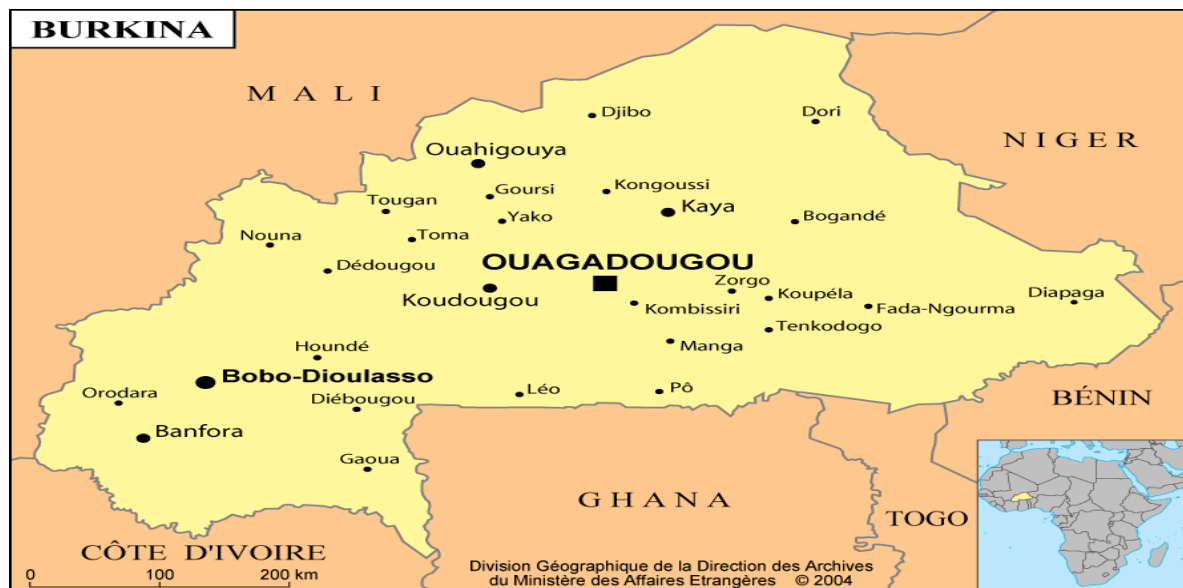 BURKINA
MALI
Djibo
Dori
NIGER
Ouahigouya
Goursi
Kongoussi
Tougan
Kaya
Yako
Bogandé
Nouna
Toma
Dédougou
OUAGADOUGOU
Zorgo
Koudougou
Koupéla
Diapaga
Kombissiri
Fada-Ngourma
Tenkodogo
Houndé
Manga
Bobo-Dioulasso
Orodara
Léo
Pô
Diébougou
BÉNIN
Banfora
Gaoua
GHANA
TOGO
CÔTE D'IVOIRE
0 100 200 km
Division Géographique de la Direction des Archives
du Ministère des Affaires Etrangères © 2004